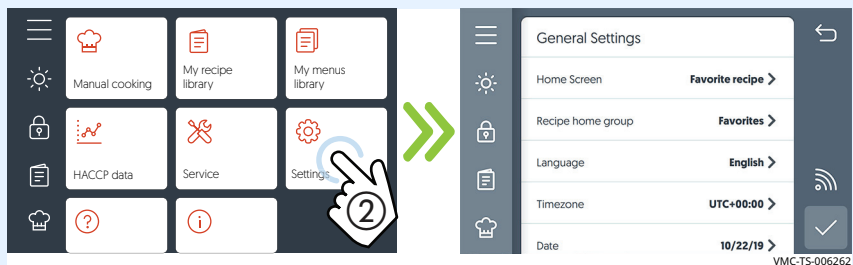 Manual cooking
My recipe
library
My menus
library
HACCP data
Service
Settings
2
General Settings
Home Screen Favorite recipe
Recipe home group Favorites
Language English
Timezone UTC+00:00
Date 10/22/19
VMC-TS-006262